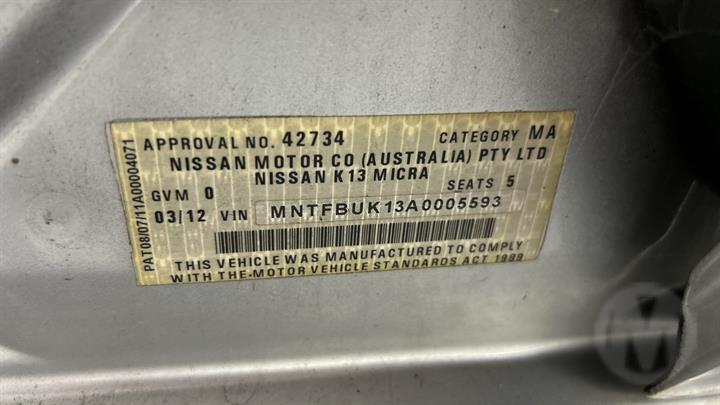 APPROVAL NO. 42734 CATEGORY MA
NISSAN MOTOR CO (AUSTRALIA) PTY LTD
NISSAN K13 MICRA
GVM 0 SEATS 5
03/12 VIN MNTFBUK13A0005593
THIS VEHICLE WAS MANUFACTURED TO COMPLY
WITH THE MOTOR VEHICLE STANDARDS ACT 1989
PAT08/07/11A00004071
M